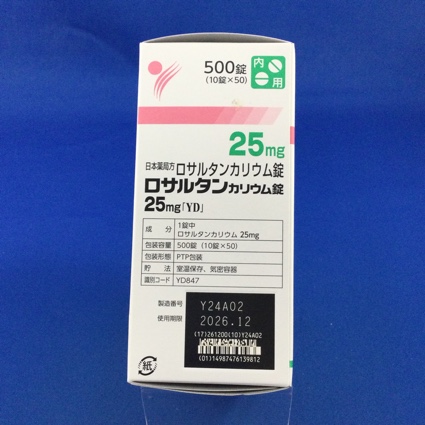 500錠
(10錠×50)
内
用
25mg
日本薬局方 ロサルタンカリウム錠
ロサルタンカリウム錠
25mg「YD」
成 分 1錠中
ロサルタンカリウム 25mg
包装容量 500錠 (10錠×50)
包装形態 PTP包装
貯 法 室温保存、気密容器
識別コード YD847
製造番号 Y24A02
使用期限 2026.12
(17)261200(10)Y24A02
(01)14987476139812
紙